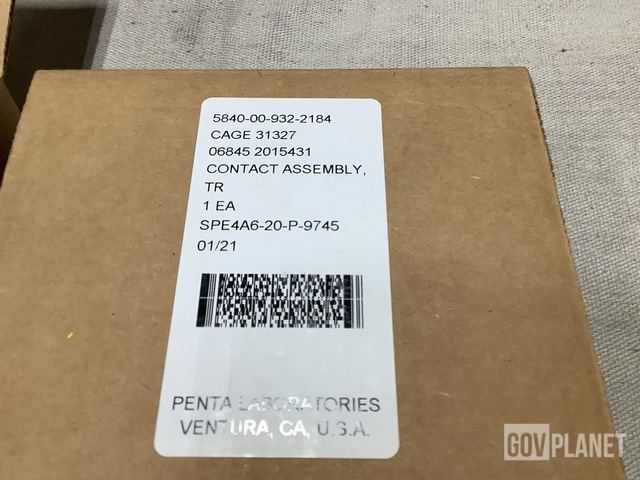 5840-00-932-2184
CAGE 31327
06845 2015431
CONTACT ASSEMBLY,
TR
1 EA
SPE4A6-20-P-9745
01/21
PENTA LABORATORIES
VENTURA, CA, U.S.A.
GOVPLANET